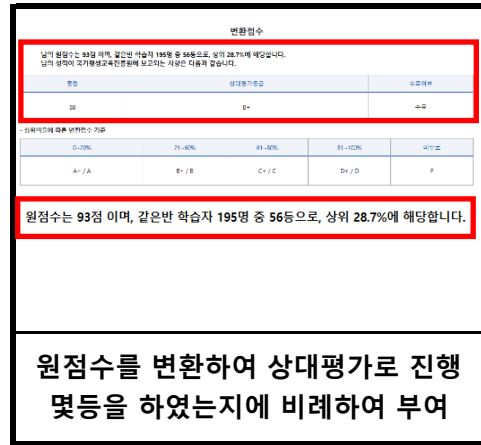 변환점수
님의 원점수는 93점 이며, 같은반 학습자 195명 중 56등으로, 상위 28.7%에 해당합니다.
님의 성적이 국가평생교육진흥원에 보고되는 사항은 다음과 같습니다.
총점 상대평가등급 수료여부
88 B+ 수료
- 상위비율에 따른 변환점수 기준
0~20% 21~60% 61~80% 81~100% 미수료
A+ / A B+ / B C+ / C D+ / D F
원점수는 93점 이며, 같은반 학습자 195명 중 56등으로, 상위 28.7%에 해당합니다.
원점수를 변환하여 상대평가로 진행
몇등을 하였는지에 비례하여 부여